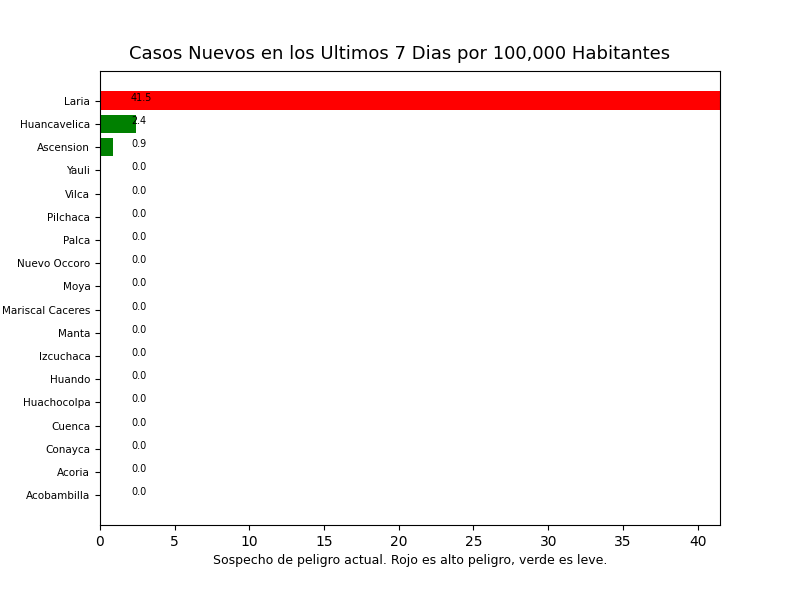 Casos Nuevos en los Ultimos 7 Dias por 100,000 Habitantes
Laria 41.5
Huancavelica 2.4
Ascension 0.9
Yauli 0.0
Vilca 0.0
Pilchaca 0.0
Palca 0.0
Nuevo Occoro 0.0
Moya 0.0
Mariscal Caceres 0.0
Manta 0.0
Izcuchaca 0.0
Huando 0.0
Huachocolpa 0.0
Cuenca 0.0
Conayca 0.0
Acoria 0.0
Acobambilla 0.0
0 5 10 15 20 25 30 35 40
Sospecho de peligro actual. Rojo es alto peligro, verde es leve.